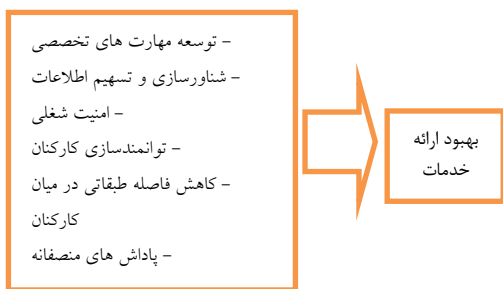 - توسعه مهارت های تخصصی
- شناورسازی و تسهیم اطلاعات
- امنیت شغلی
- توانمندسازی کارکنان
- کاهش فاصله طبقاتی در میان
کارکنان
- پاداش های منصفانه
بهبود ارائه
خدمات